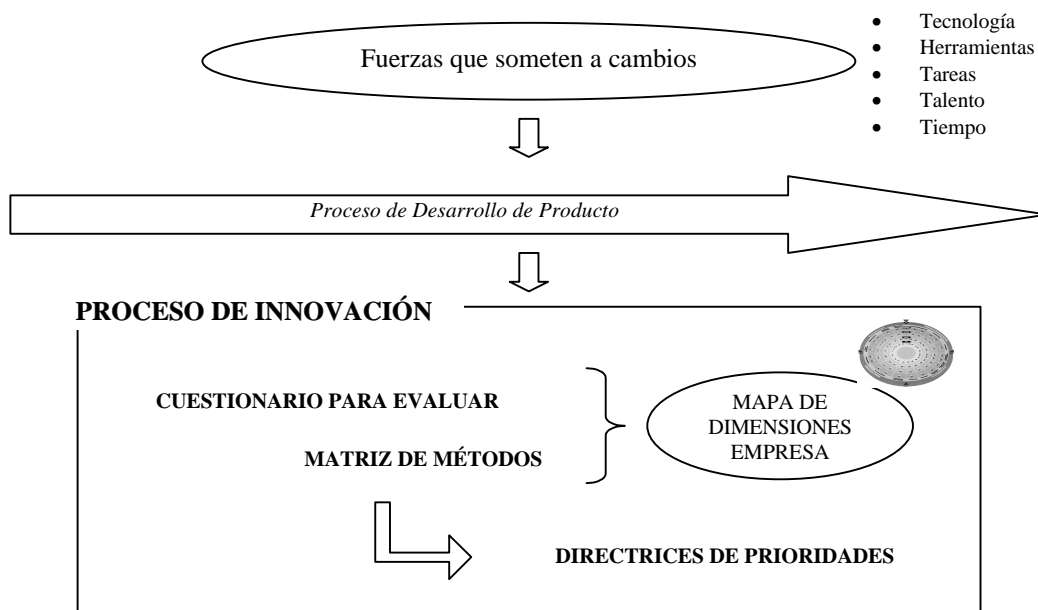 Fuerzas que someten a cambios
• Tecnología
• Herramientas
• Tareas
• Talento
• Tiempo
Proceso de Desarrollo de Producto
PROCESO DE INNOVACIÓN
CUESTIONARIO PARA EVALUAR
MATRIZ DE MÉTODOS
MAPA DE
DIMENSIONES
EMPRESA
DIRECTRICES DE PRIORIDADES